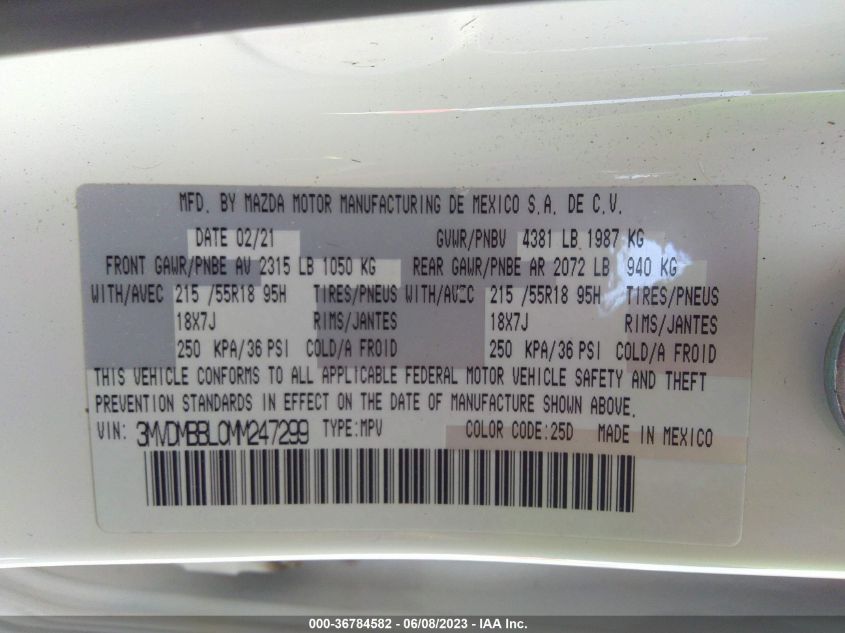 MFD. BY MAZDA MOTOR MANUFACTURING DE MEXICO S.A. DE C.V.
DATE 02/21 GVWR/PNBV 4381 LB 1987 KG
FRONT GAWR/PNBE AV 2315 LB 1050 KG REAR GAWR/PNBE AR 2072 LB 940 KG
WITH/AVEC 215 /55R18 95H TIRES/PNEUS WITH/AVEC 215 /55R18 95H TIRES/PNEUS
18X7J RIMS/JANTES 18X7J RIMS/JANTES
250 KPA/36 PSI COLD/A FROID 250 KPA/36 PSI COLD/A FROID
THIS VEHICLE CONFORMS TO ALL APPLICABLE FEDERAL MOTOR VEHICLE SAFETY AND THEFT
PREVENTION STANDARDS IN EFFECT ON THE DATE OF MANUFACTURE SHOWN ABOVE.
VIN: 3MVDMBBL0MM247299 TYPE:MPV COLOR CODE:25D MADE IN MEXICO
000-36784582 - 06/08/2023 - IAA Inc.